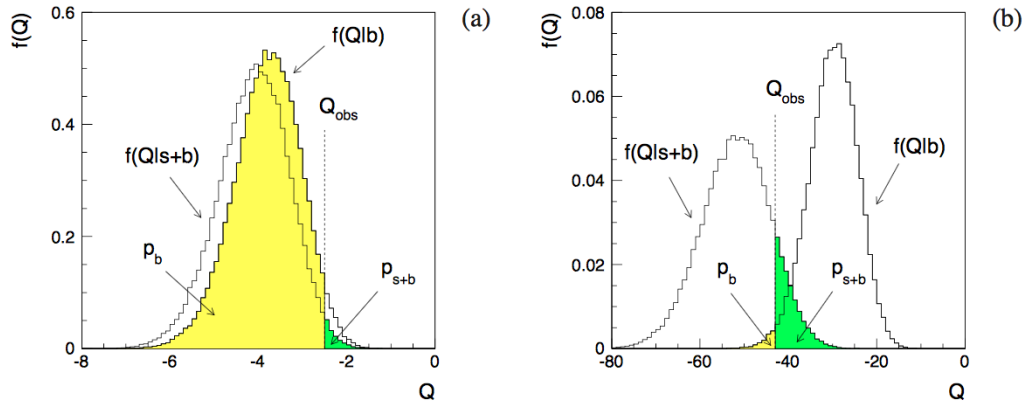 (a)
f(Q)
0.6
0.4
0.2
0
-8
-6
-4
-2
0
Q
f(Q|b)
Q_obs
f(Q|s+b)
p_b
p_s+b
(b)
f(Q)
0.08
0.06
0.04
0.02
0
-80
-60
-40
-20
0
Q
Q_obs
f(Q|s+b)
f(Q|b)
p_b
p_s+b